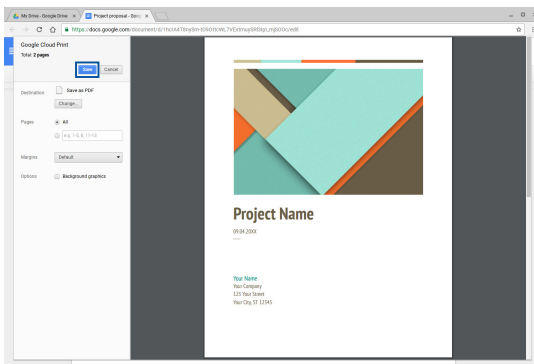 My Drive - Google Drive
Project proposal - Goog
https://docs.google.com/document/d/
Google Cloud Print
Total: 2 pages
Save
Cancel
Destination
Save as PDF
Change...
Pages
All
e.g. 1-5, 8, 11-13
Margins
Default
Options
Background graphics
Project Name
09.04.20XX
Your Name
Your Company
123 Your Street
Your City, ST 12345